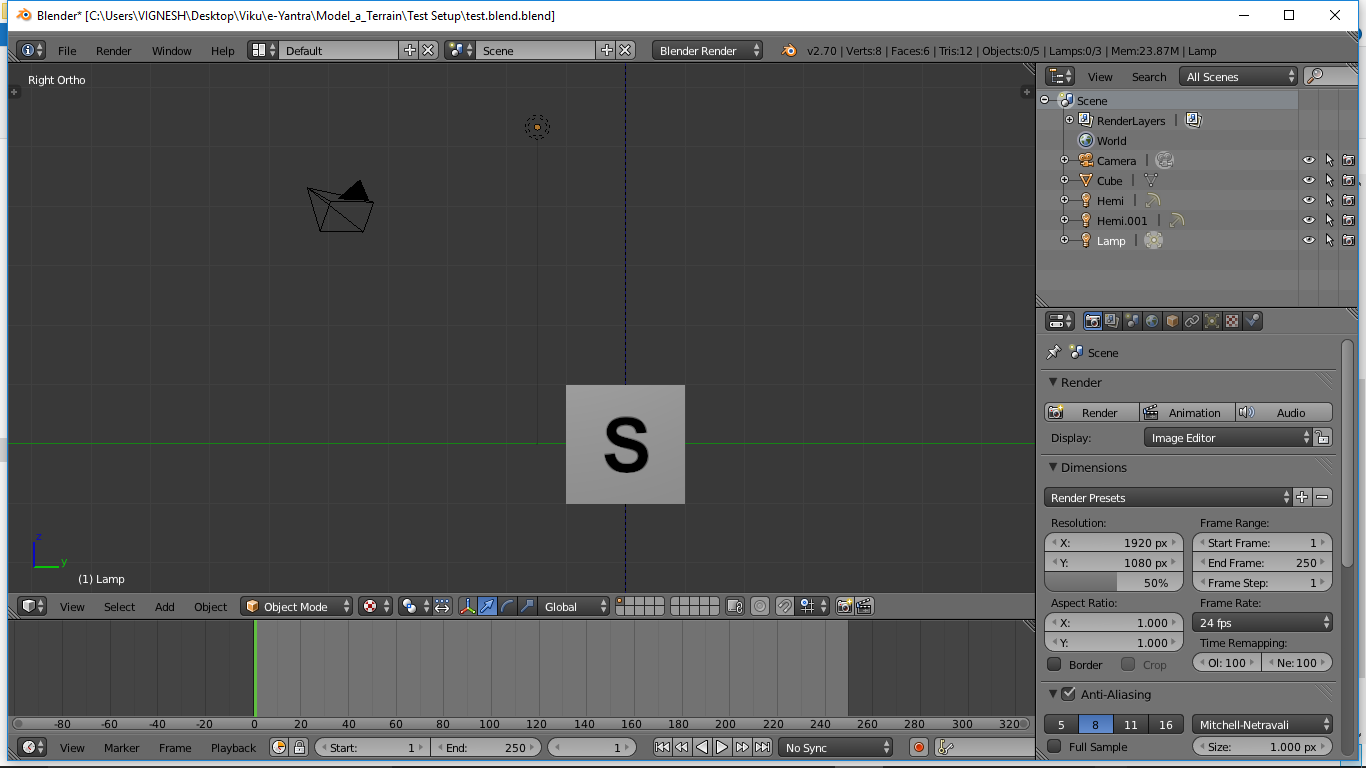 Blender* [C:\Users\VIGNESH\Desktop\Viku\e-Yantra\Model_a_Terrain\Test Setup\test.blend.blend]
File Render Window Help Default Scene Blender Render v2.70 | Verts:8 | Faces:6 | Tris:12 | Objects:0/5 | Lamps:0/3 | Mem:23.87M | Lamp
Right Ortho
View Search All Scenes
Scene
RenderLayers
World
Camera
Cube
Hemi
Hemi.001
Lamp
S
z
y
(1) Lamp
View Select Add Object Object Mode Global
-80 -60 -40 -20 0 20 40 60 80 100 120 140 160 180 200 220 240 260 280 300 320
View Marker Frame Playback Start: 1 End: 250 1 No Sync
Scene
Render
Render Animation Audio
Display: Image Editor
Dimensions
Render Presets
Resolution: Frame Range:
X: 1920 px Start Frame: 1
Y: 1080 px End Frame: 250
50% Frame Step: 1
Aspect Ratio: Frame Rate:
X: 1.000 24 fps
Y: 1.000 Time Remapping:
Border Crop Ol: 100 Ne: 100
Anti-Aliasing
5 8 11 16 Mitchell-Netravali
Full Sample Size: 1.000 px